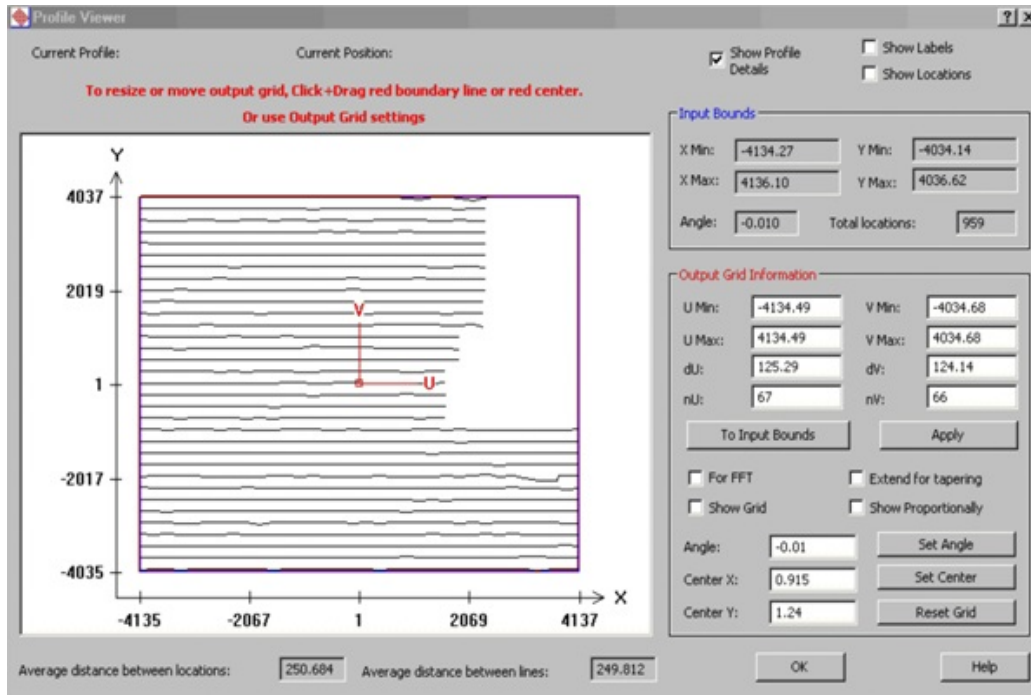 Profile Viewer
Current Profile: Current Position:
Show Profile Details
Show Labels
Show Locations
To resize or move output grid, Click+Drag red boundary line or red center.
Or use Output Grid settings
Y
4037
2019
1
-2017
-4035
V
U
X
-4135 -2067 1 2069 4137
Input Bounds
X Min: -4134.27 Y Min: -4034.14
X Max: 4136.10 Y Max: 4036.62
Angle: -0.010 Total locations: 959
Output Grid Information
U Min: -4134.49 V Min: -4034.68
U Max: 4134.49 V Max: 4034.68
dU: 125.29 dV: 124.14
nU: 67 nV: 66
To Input Bounds Apply
For FFT Extend for tapering
Show Grid Show Proportionally
Angle: -0.01 Set Angle
Center X: 0.915 Set Center
Center Y: 1.24 Reset Grid
Average distance between locations: 250.684 Average distance between lines: 249.812
OK Help